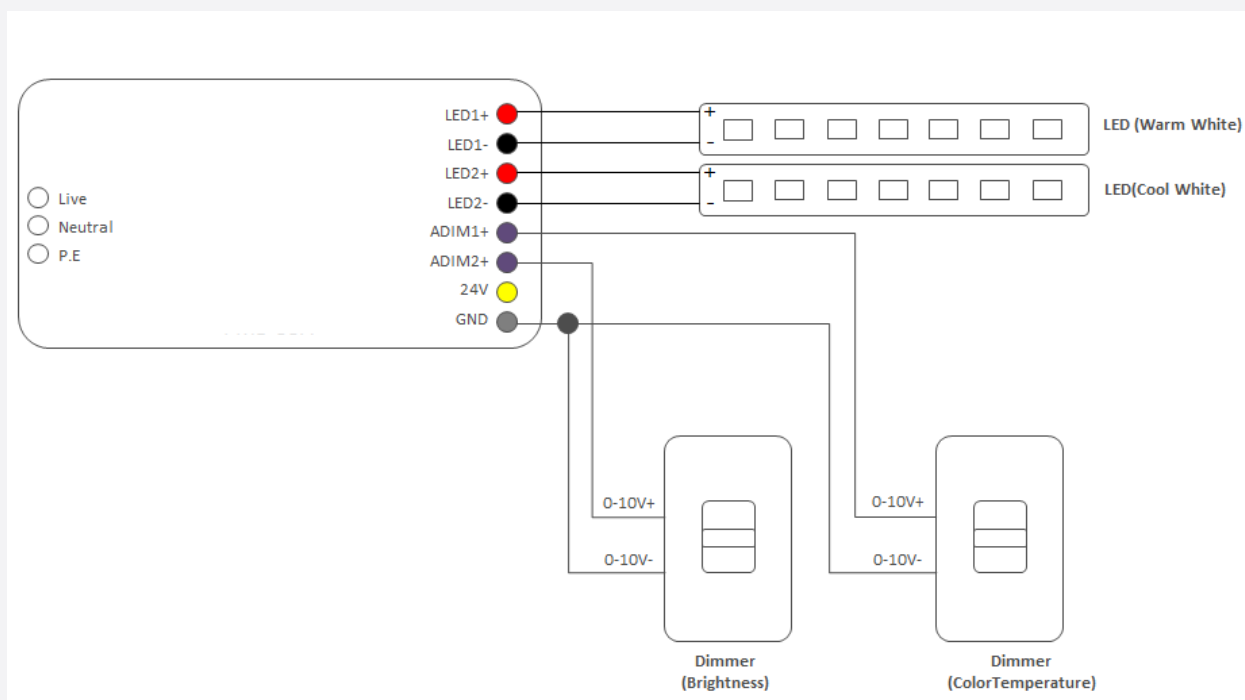 LED1+
LED1-
LED2+
LED2-
ADIM1+
ADIM2+
24V
GND
Live
Neutral
P.E
+
-
LED (Warm White)
+
-
LED(Cool White)
0-10V+
0-10V-
0-10V+
0-10V-
Dimmer
(Brightness)
Dimmer
(ColorTemperature)